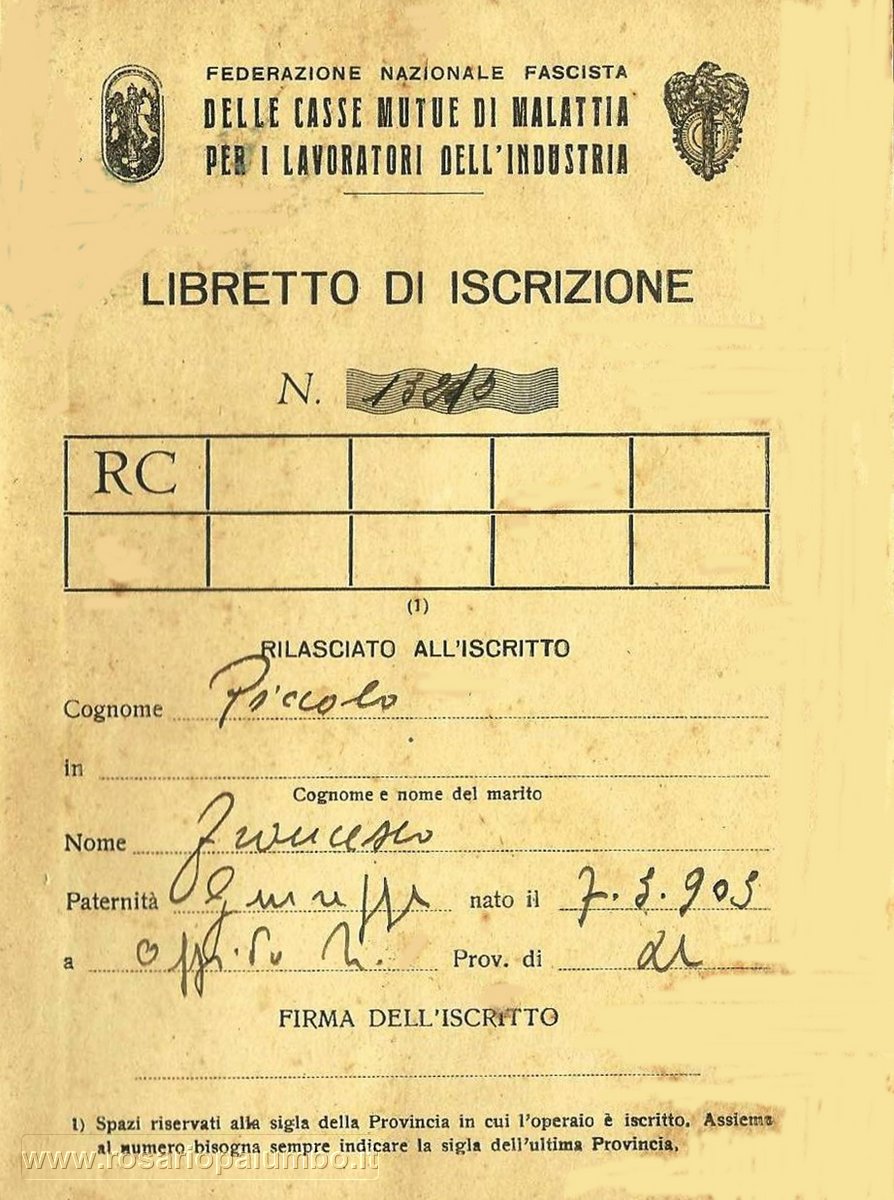 FEDERAZIONE NAZIONALE FASCISTA
DELLE CASSE MUTUE DI MALATTIA
PER I LAVORATORI DELL'INDUSTRIA
LIBRETTO DI ISCRIZIONE
N.
RC
(1)
RILASCIATO ALL'ISCRITTO
Cognome Piccolo
in
Cognome e nome del marito
Nome Francesco
Paternità nato il
a Prov. di
FIRMA DELL'ISCRITTO
1) Spazi riservati alla sigla della Provincia in cui l'operaio è iscritto. Assieme
al numero bisogna sempre indicare la sigla dell'ultima Provincia.
www.rosariopalumbo.it